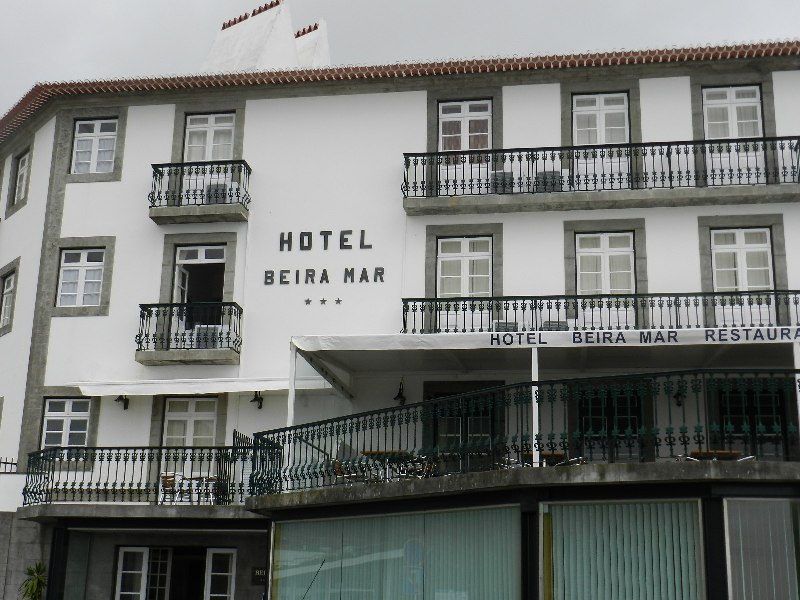 HOTEL
BEIRA MAR
★ ★ ★
HOTEL BEIRA MAR RESTAURA